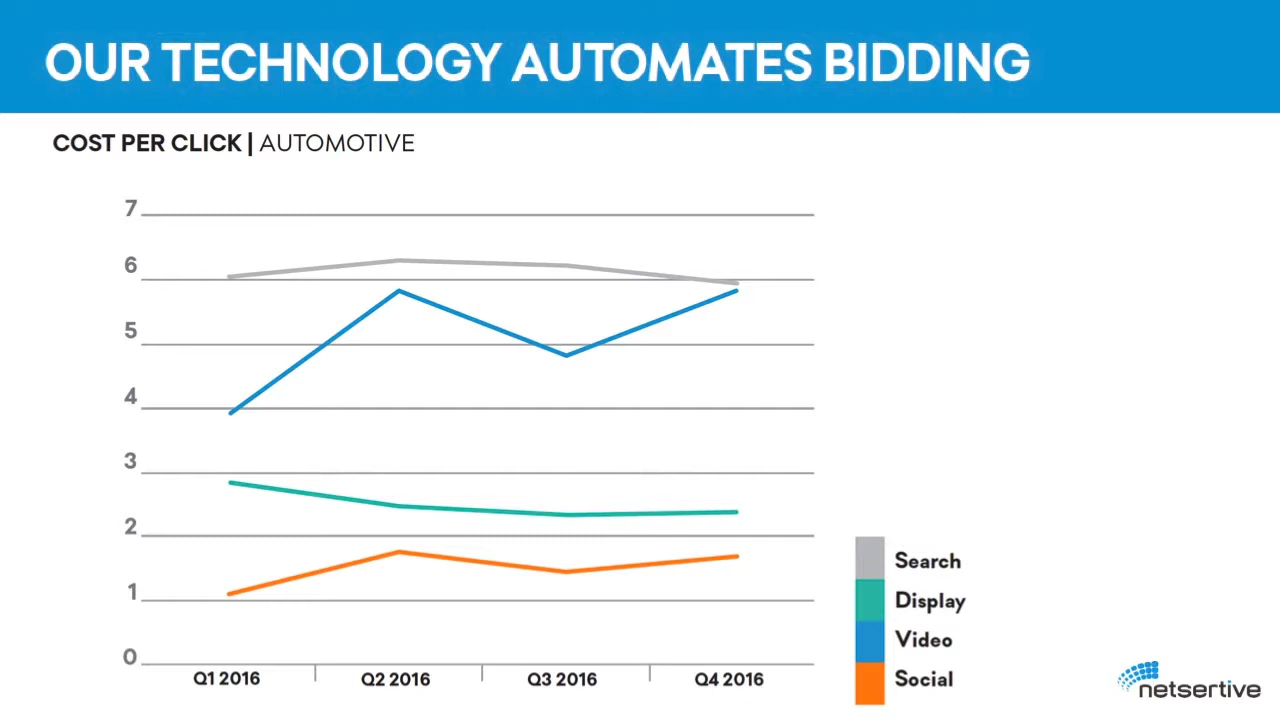 OUR TECHNOLOGY AUTOMATES BIDDING
COST PER CLICK | AUTOMOTIVE
7
6
5
4
3
2
1
0
Q1 2016
Q2 2016
Q3 2016
Q4 2016
Search
Display
Video
Social
netsertive